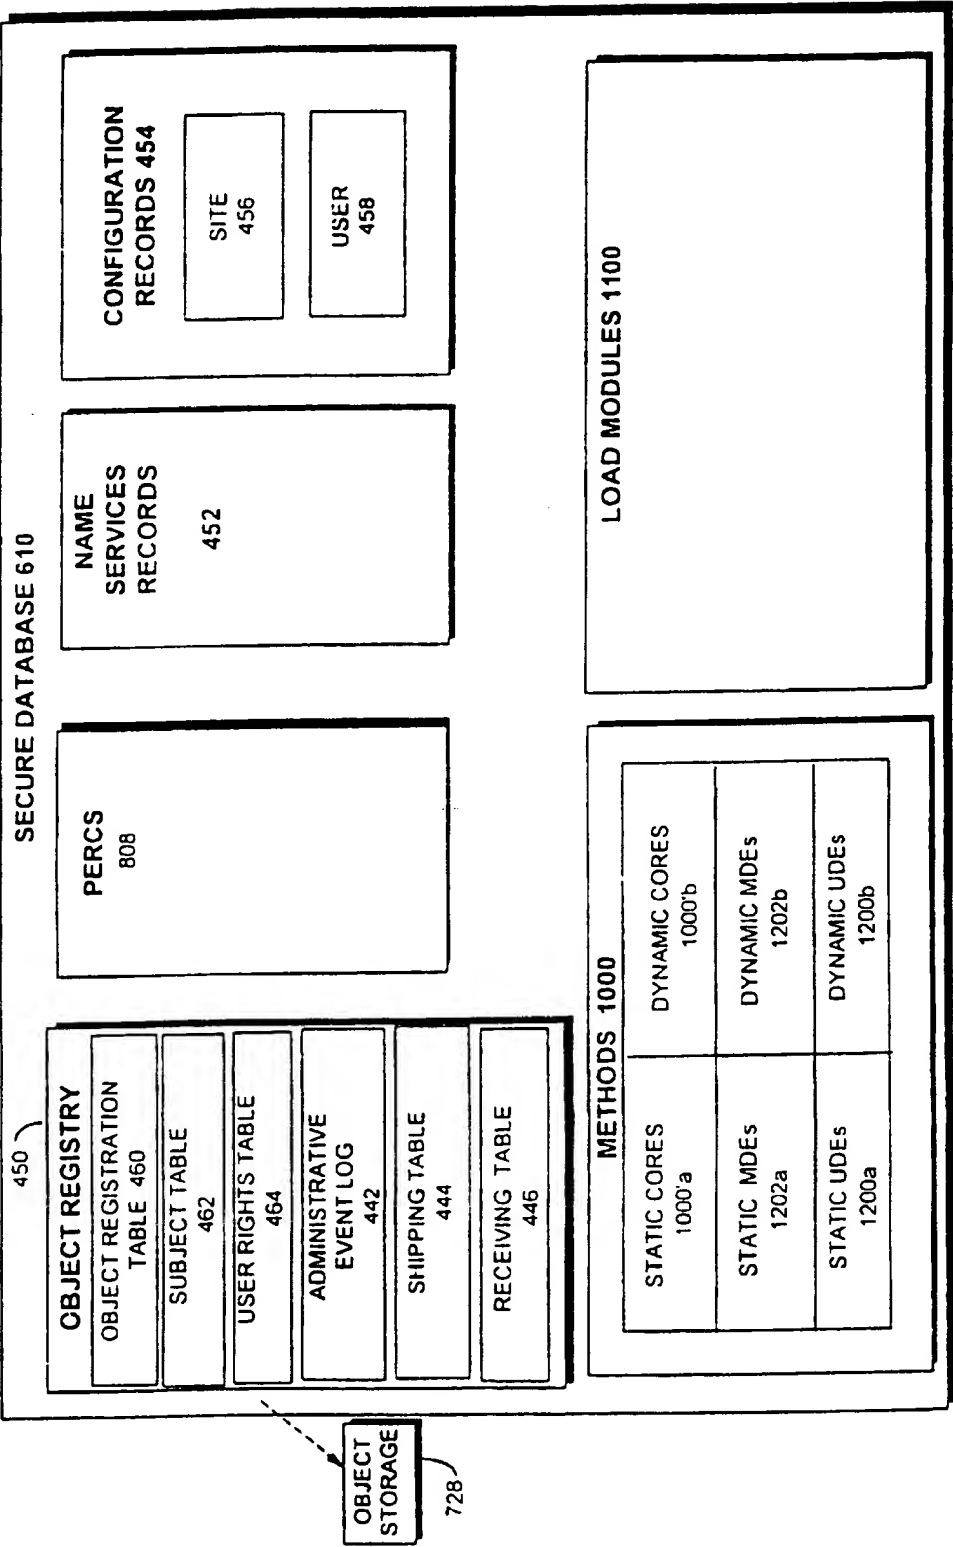 SECURE DATABASE 610
450
OBJECT REGISTRY
OBJECT REGISTRATION
TABLE 460
SUBJECT TABLE
462
USER RIGHTS TABLE
464
ADMINISTRATIVE
EVENT LOG
442
SHIPPING TABLE
444
RECEIVING TABLE
446
OBJECT
STORAGE
728
PERCS
808
NAME
SERVICES
RECORDS
452
CONFIGURATION
RECORDS 454
SITE
456
USER
458
METHODS 1000
STATIC CORES
1000'a
DYNAMIC CORES
1000'b
STATIC MDEs
1202a
DYNAMIC MDEs
1202b
STATIC UDEs
1200a
DYNAMIC UDEs
1200b
LOAD MODULES 1100